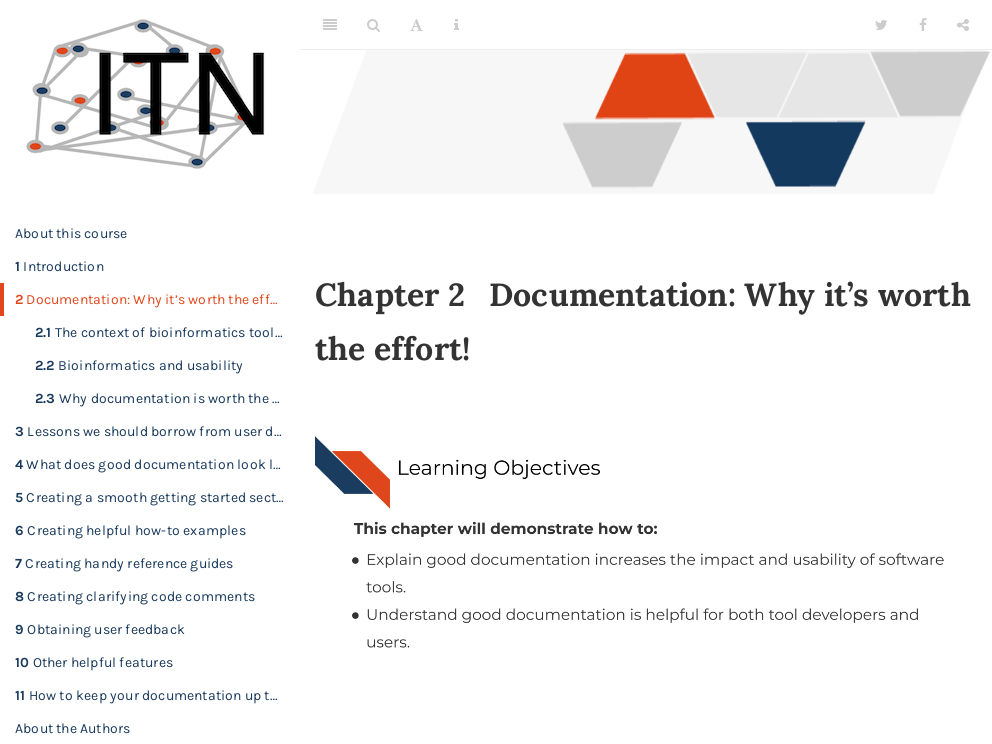 ITN
About this course
1 Introduction
2 Documentation: Why it's worth the eff...
2.1 The context of bioinformatics tool...
2.2 Bioinformatics and usability
2.3 Why documentation is worth the ...
3 Lessons we should borrow from user d...
4 What does good documentation look l...
5 Creating a smooth getting started sect...
6 Creating helpful how-to examples
7 Creating handy reference guides
8 Creating clarifying code comments
9 Obtaining user feedback
10 Other helpful features
11 How to keep your documentation up t...
About the Authors
Chapter 2 Documentation: Why it's worth
the effort!
Learning Objectives
This chapter will demonstrate how to:
● Explain good documentation increases the impact and usability of software
tools.
● Understand good documentation is helpful for both tool developers and
users.